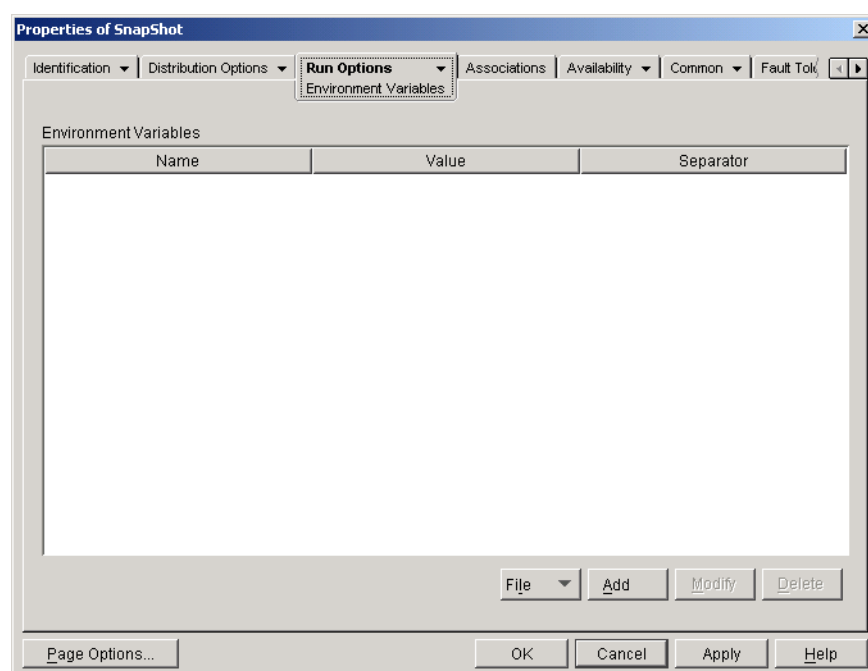 Properties of SnapShot
Identification Distribution Options Run Options Associations Availability Common Fault
Environment Variables
Environment Variables
Name Value Separator
File Add Modify Delete
Page Options... OK Cancel Apply Help